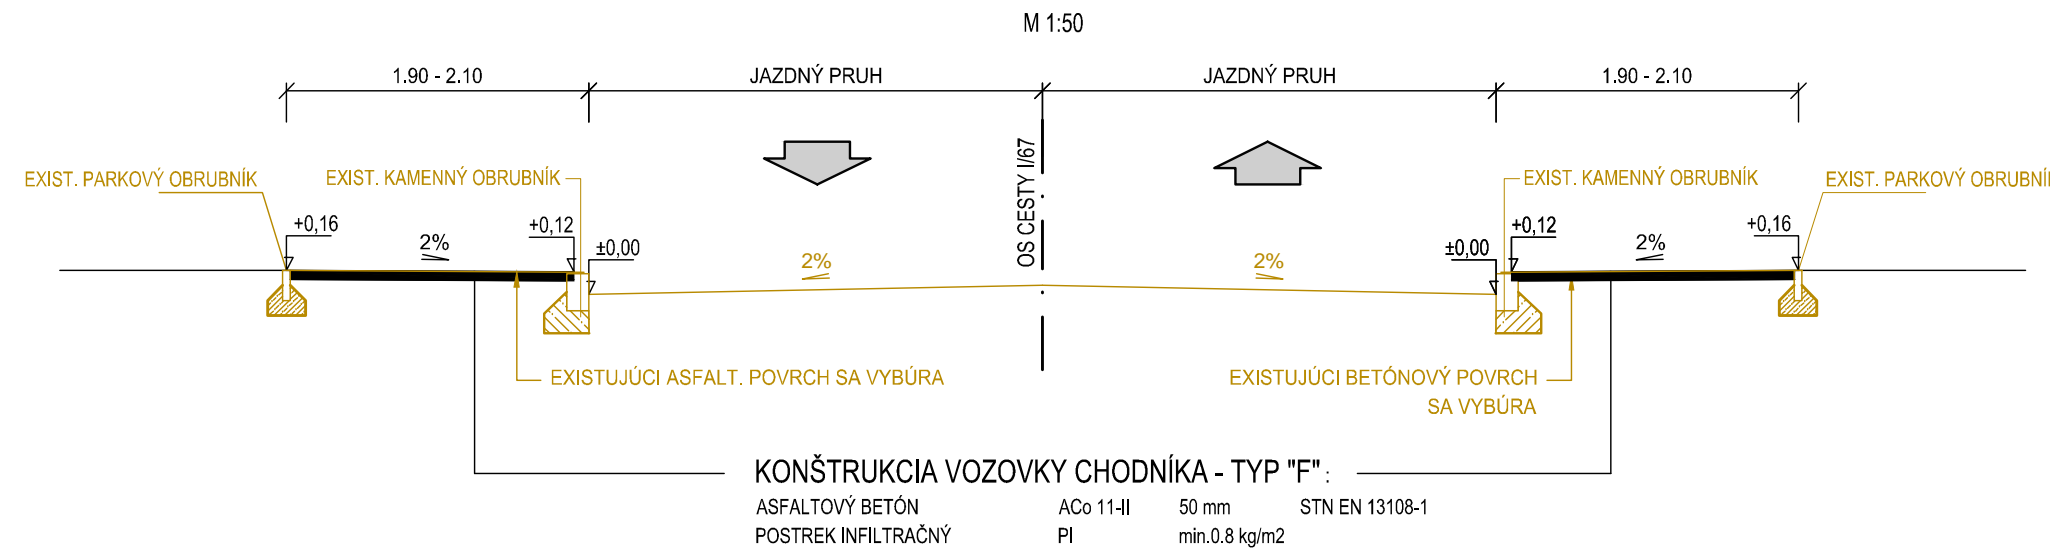 M 1:50
1.90 - 2.10 JAZDNÝ PRUH JAZDNÝ PRUH 1.90 - 2.10
OS CESTY I/67
EXIST. PARKOVÝ OBRUBNÍK EXIST. KAMENNÝ OBRUBNÍK EXIST. KAMENNÝ OBRUBNÍK EXIST. PARKOVÝ OBRUBNÍ
+0,16 +0,12 +0,12 +0,16
2% ±0,00 ±0,00 2%
2% 2%
EXISTUJÚCI ASFALT. POVRCH SA VYBÚRA EXISTUJÚCI BETÓNOVÝ POVRCH
SA VYBÚRA
KONŠTRUKCIA VOZOVKY CHODNÍKA - TYP "F" :
ASFALTOVÝ BETÓN ACo 11-II 50 mm STN EN 13108-1
POSTREK INFILTRAČNÝ PI min.0.8 kg/m2